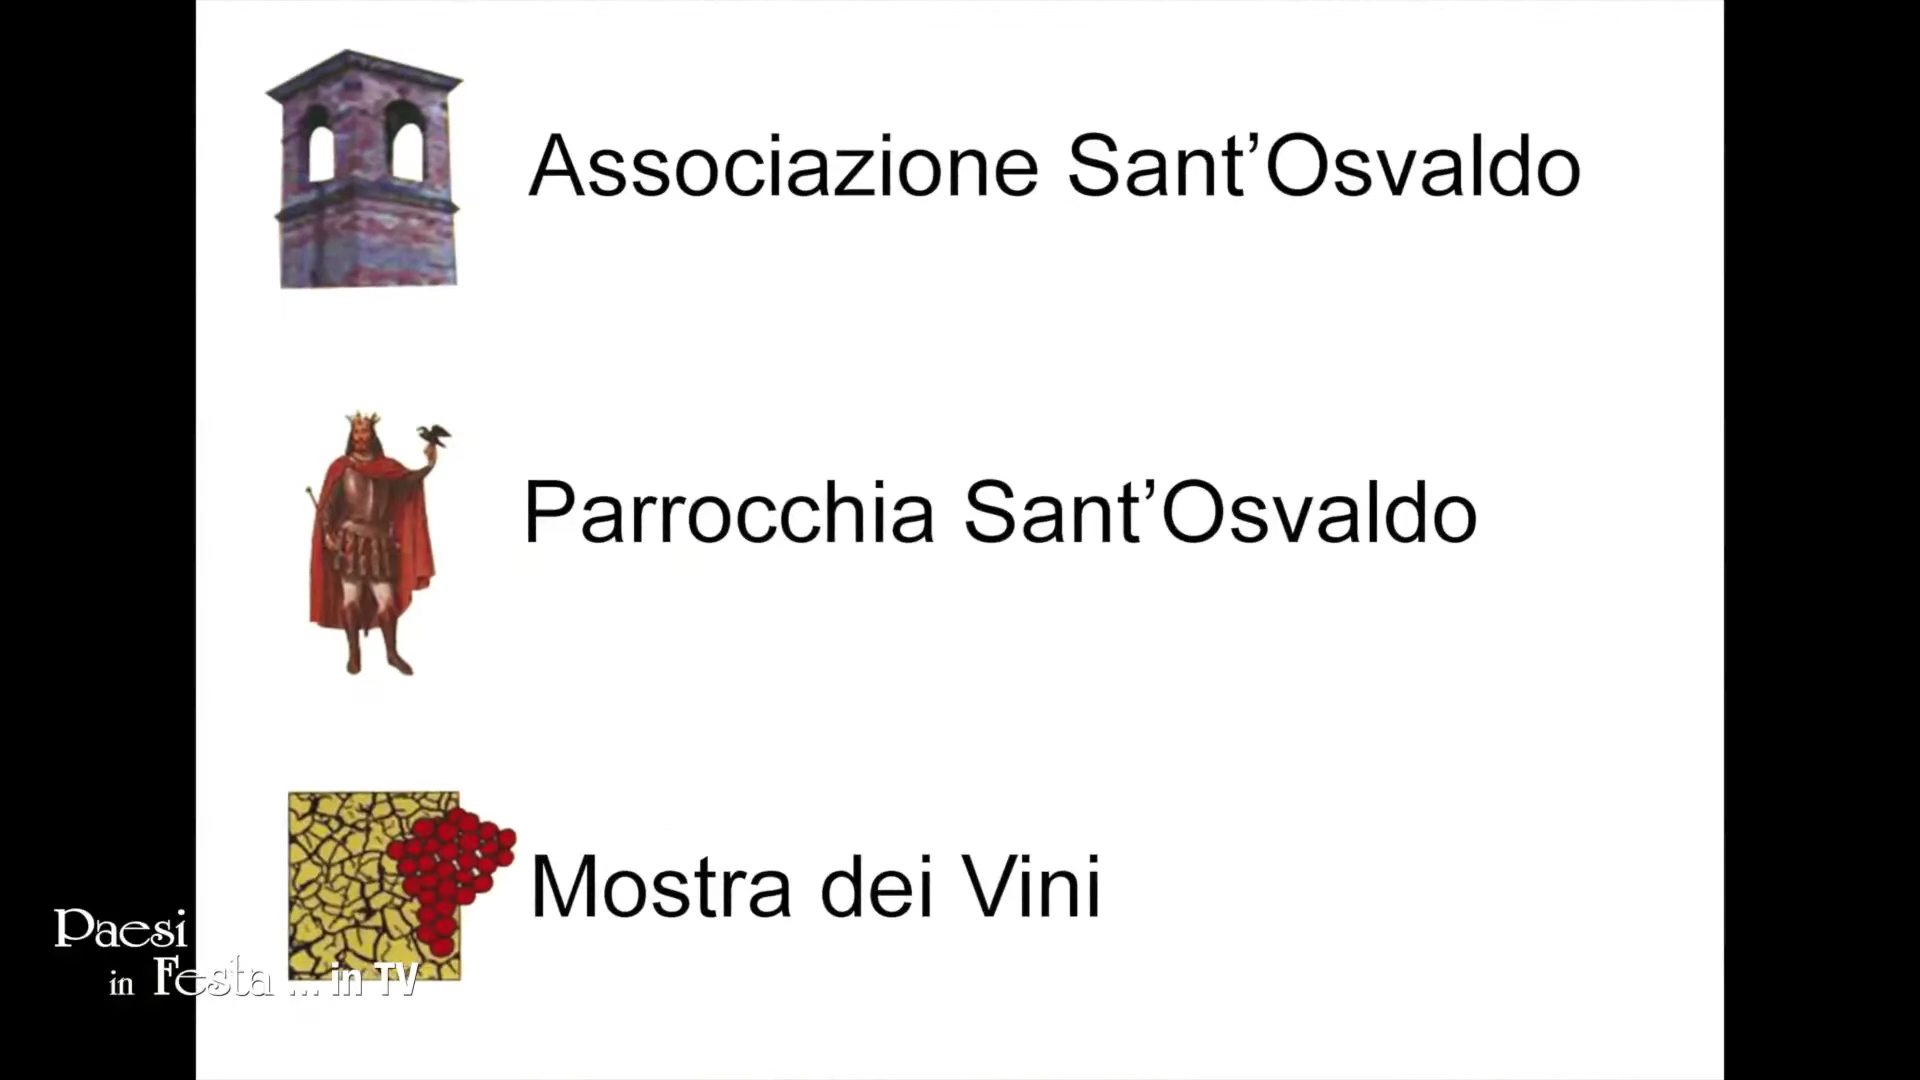 Associazione Sant’Osvaldo
Parrocchia Sant’Osvaldo
Mostra dei Vini
Paesi
in Festa ... in TV